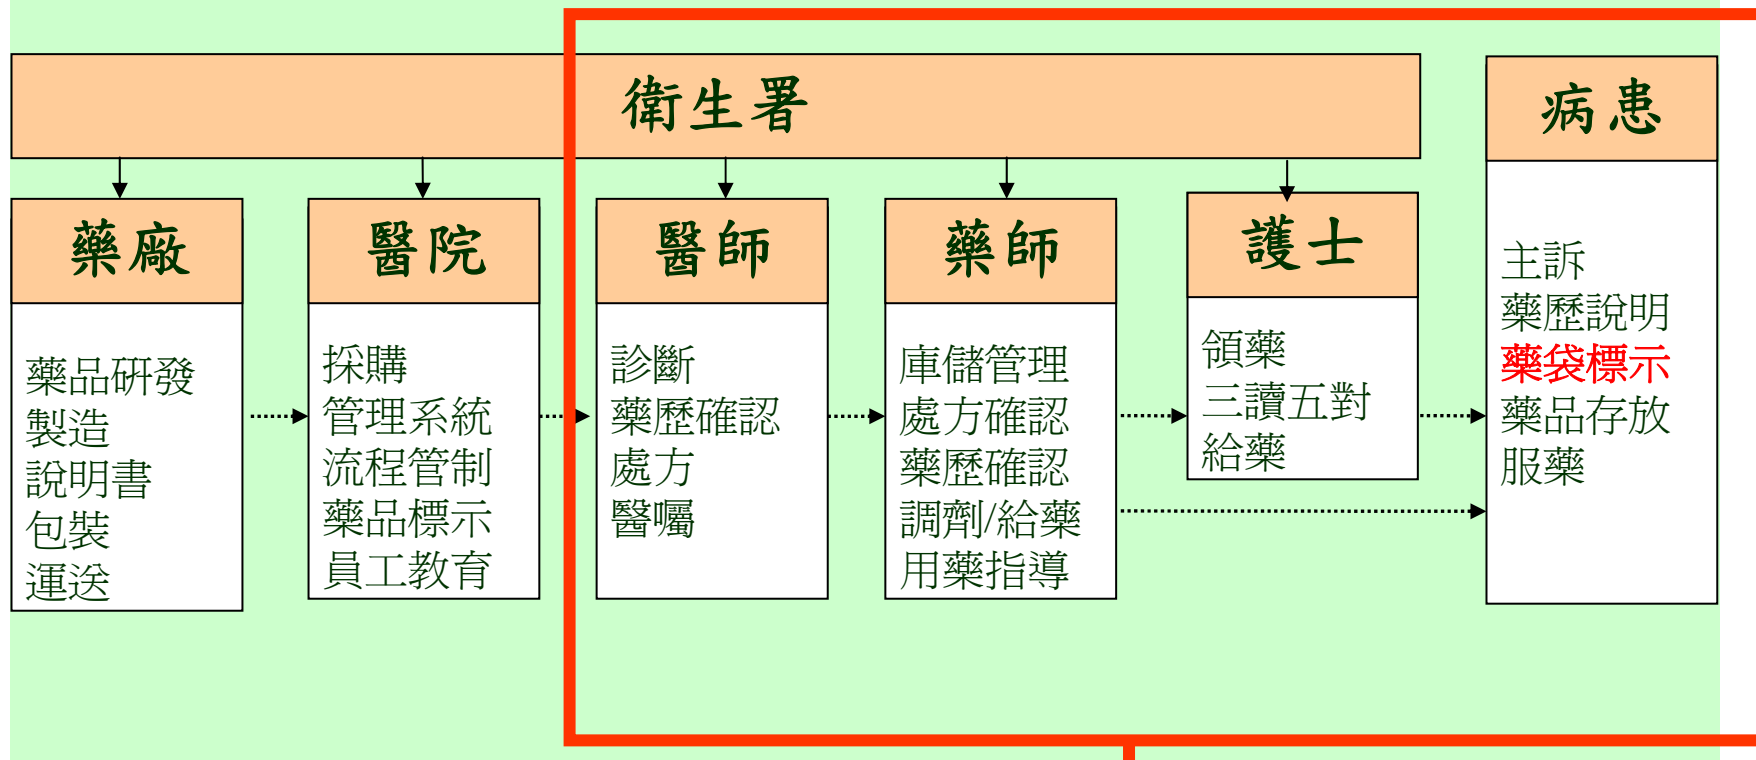 衛生署
藥廠
藥品研發
製造
說明書
包裝
運送
醫院
採購
管理系統
流程管制
藥品標示
員工教育
醫師
診斷
藥歷確認
處方
醫囑
藥師
庫儲管理
處方確認
藥歷確認
調劑/給藥
用藥指導
護士
領藥
三讀五對
給藥
病患
主訴
藥歷說明
藥袋標示
藥品存放
服藥